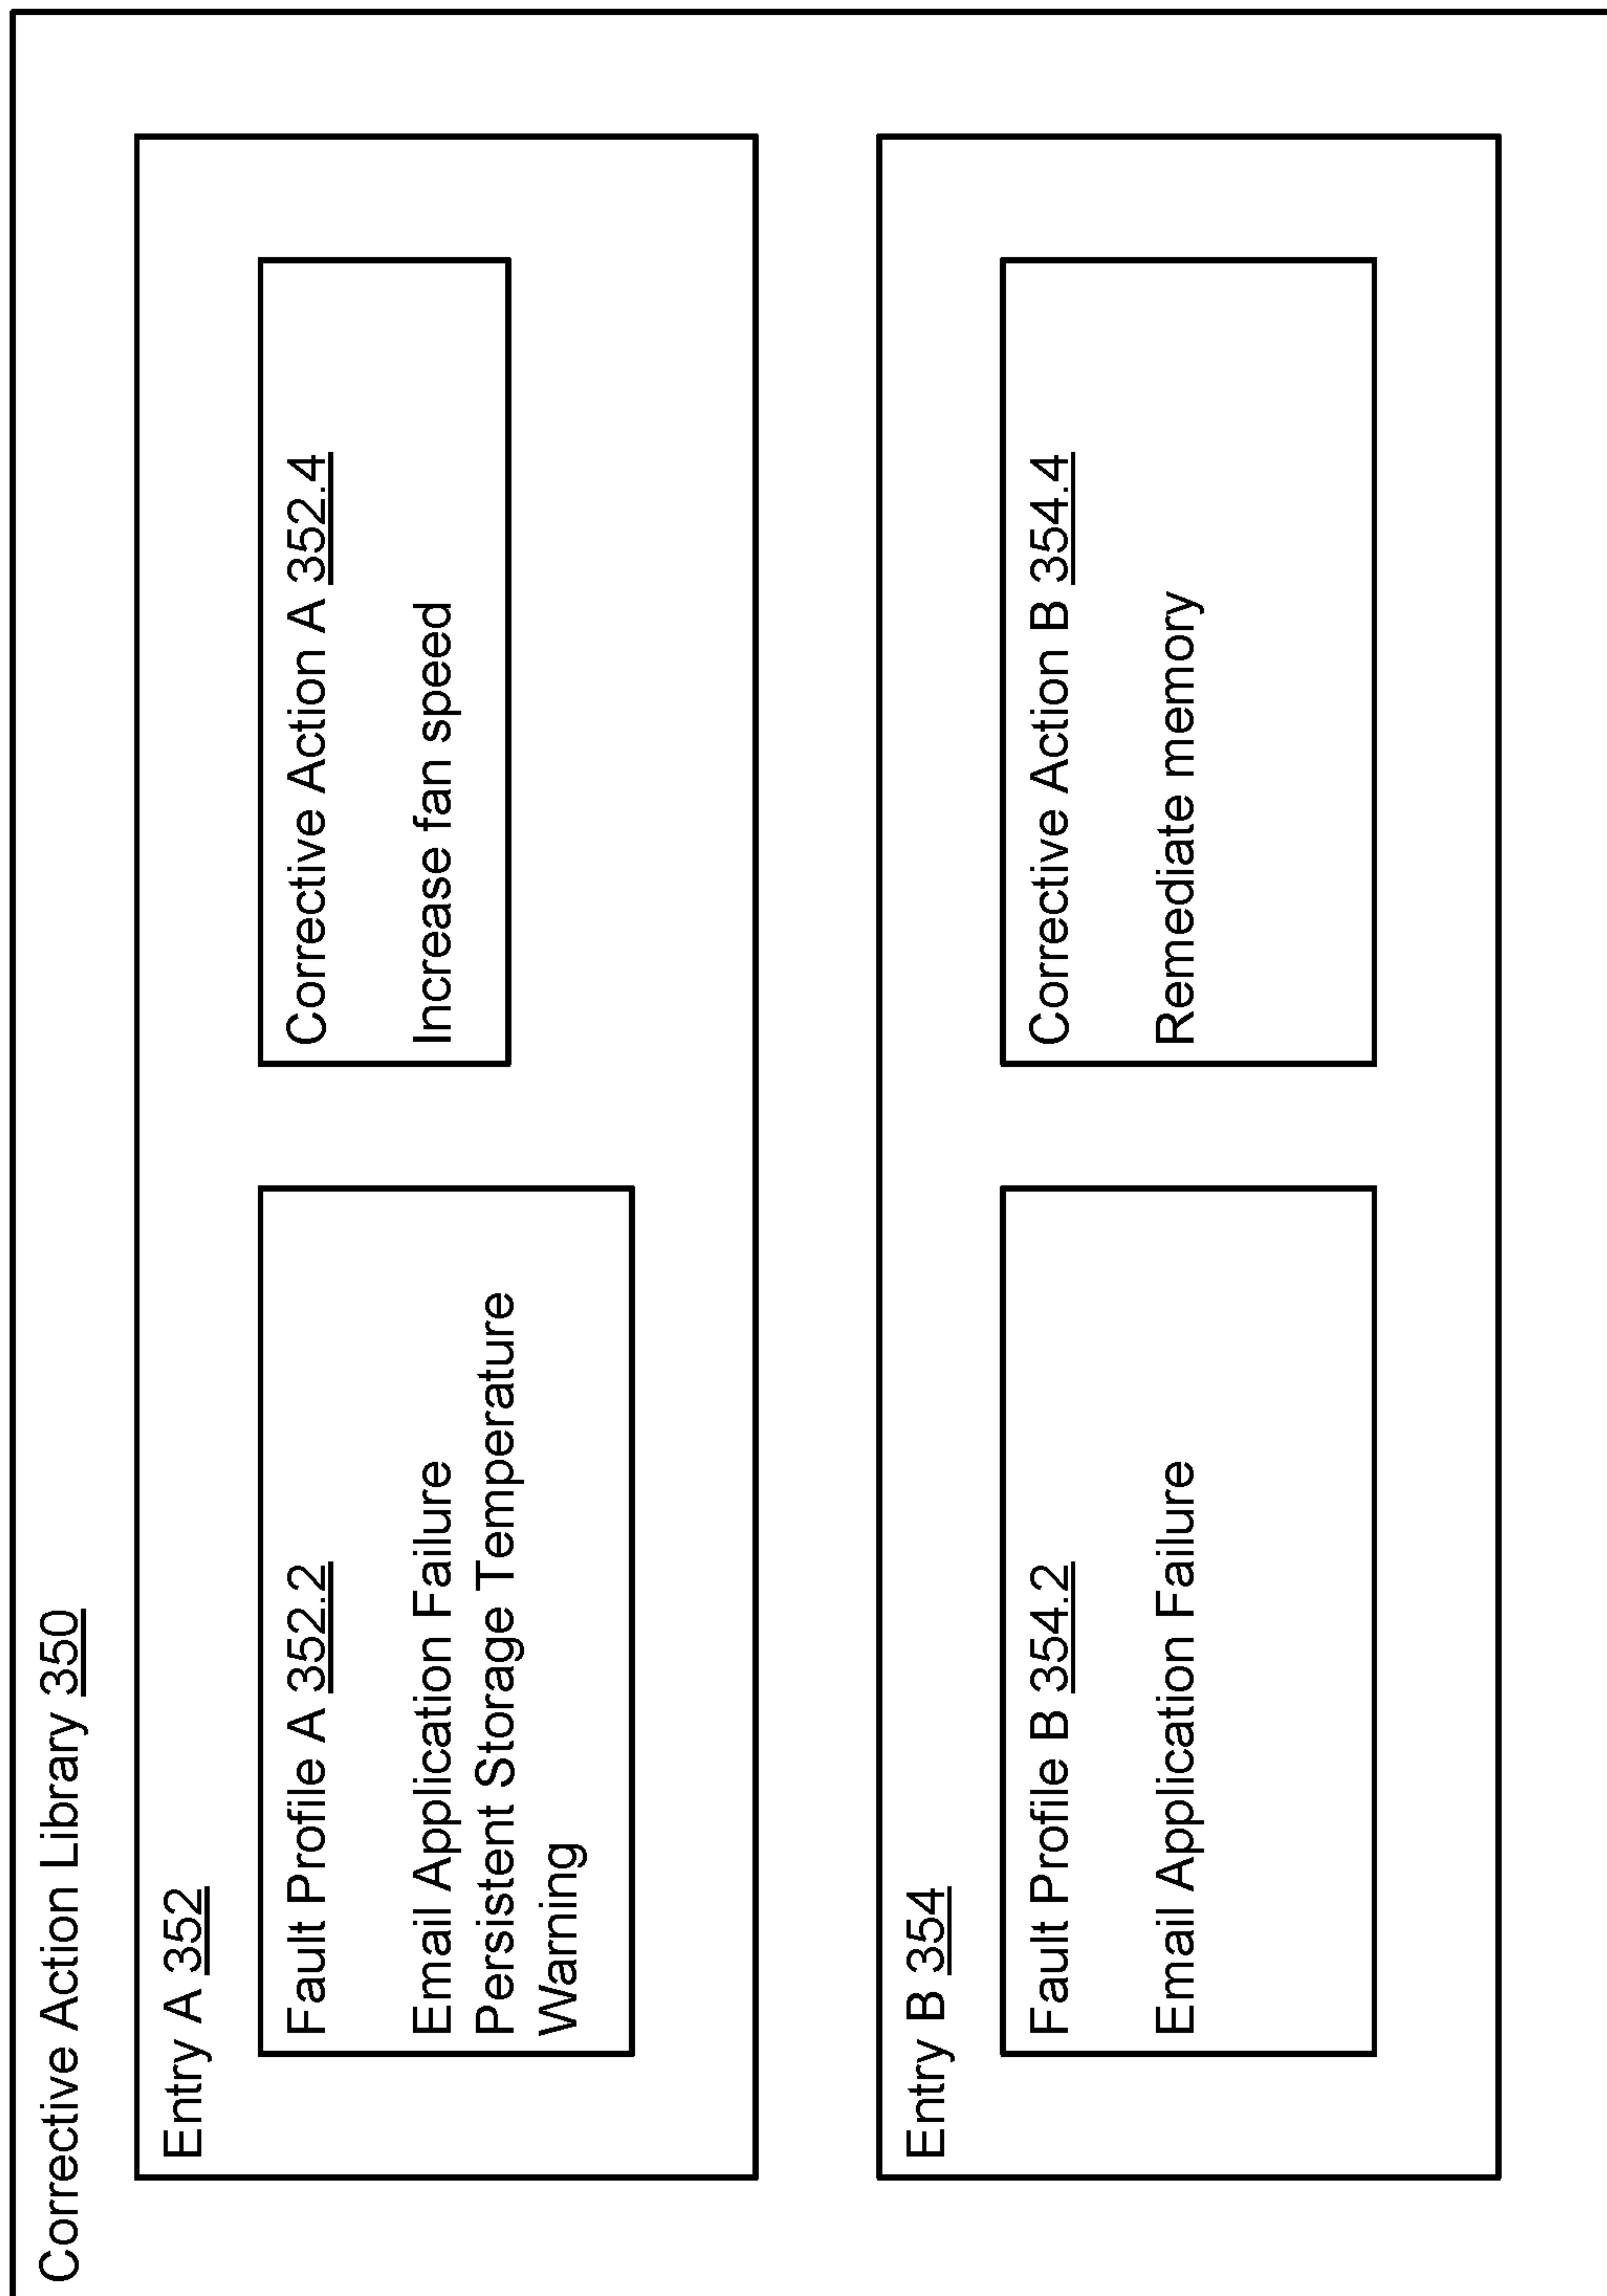 Corrective Action Library 350
Entry A 352
Fault Profile A 352.2
Email Application Failure
Persistent Storage Temperature
Warning
Corrective Action A 352.4
Increase fan speed
Entry B 354
Fault Profile B 354.2
Email Application Failure
Corrective Action B 354.4
Remediate memory